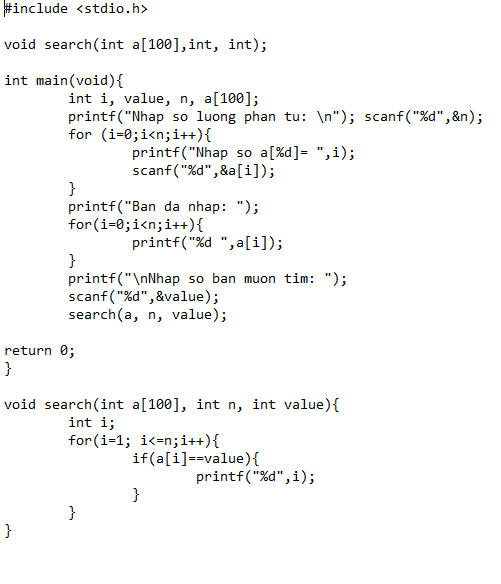 #include <stdio.h>
void search(int a[100],int, int);
int main(void){
int i, value, n, a[100];
printf("Nhap so luong phan tu: \n"); scanf("%d",&n);
for (i=0;i<n;i++){
printf("Nhap so a[%d]= ",i);
scanf("%d",&a[i]);
}
printf("Ban da nhap: ");
for(i=0;i<n;i++){
printf("%d ",a[i]);
}
printf("\nNhap so ban muon tim: ");
scanf("%d",&value);
search(a, n, value);
return 0;
}
void search(int a[100], int n, int value){
int i;
for(i=1; i<=n;i++){
if(a[i]==value){
printf("%d",i);
}
}
}